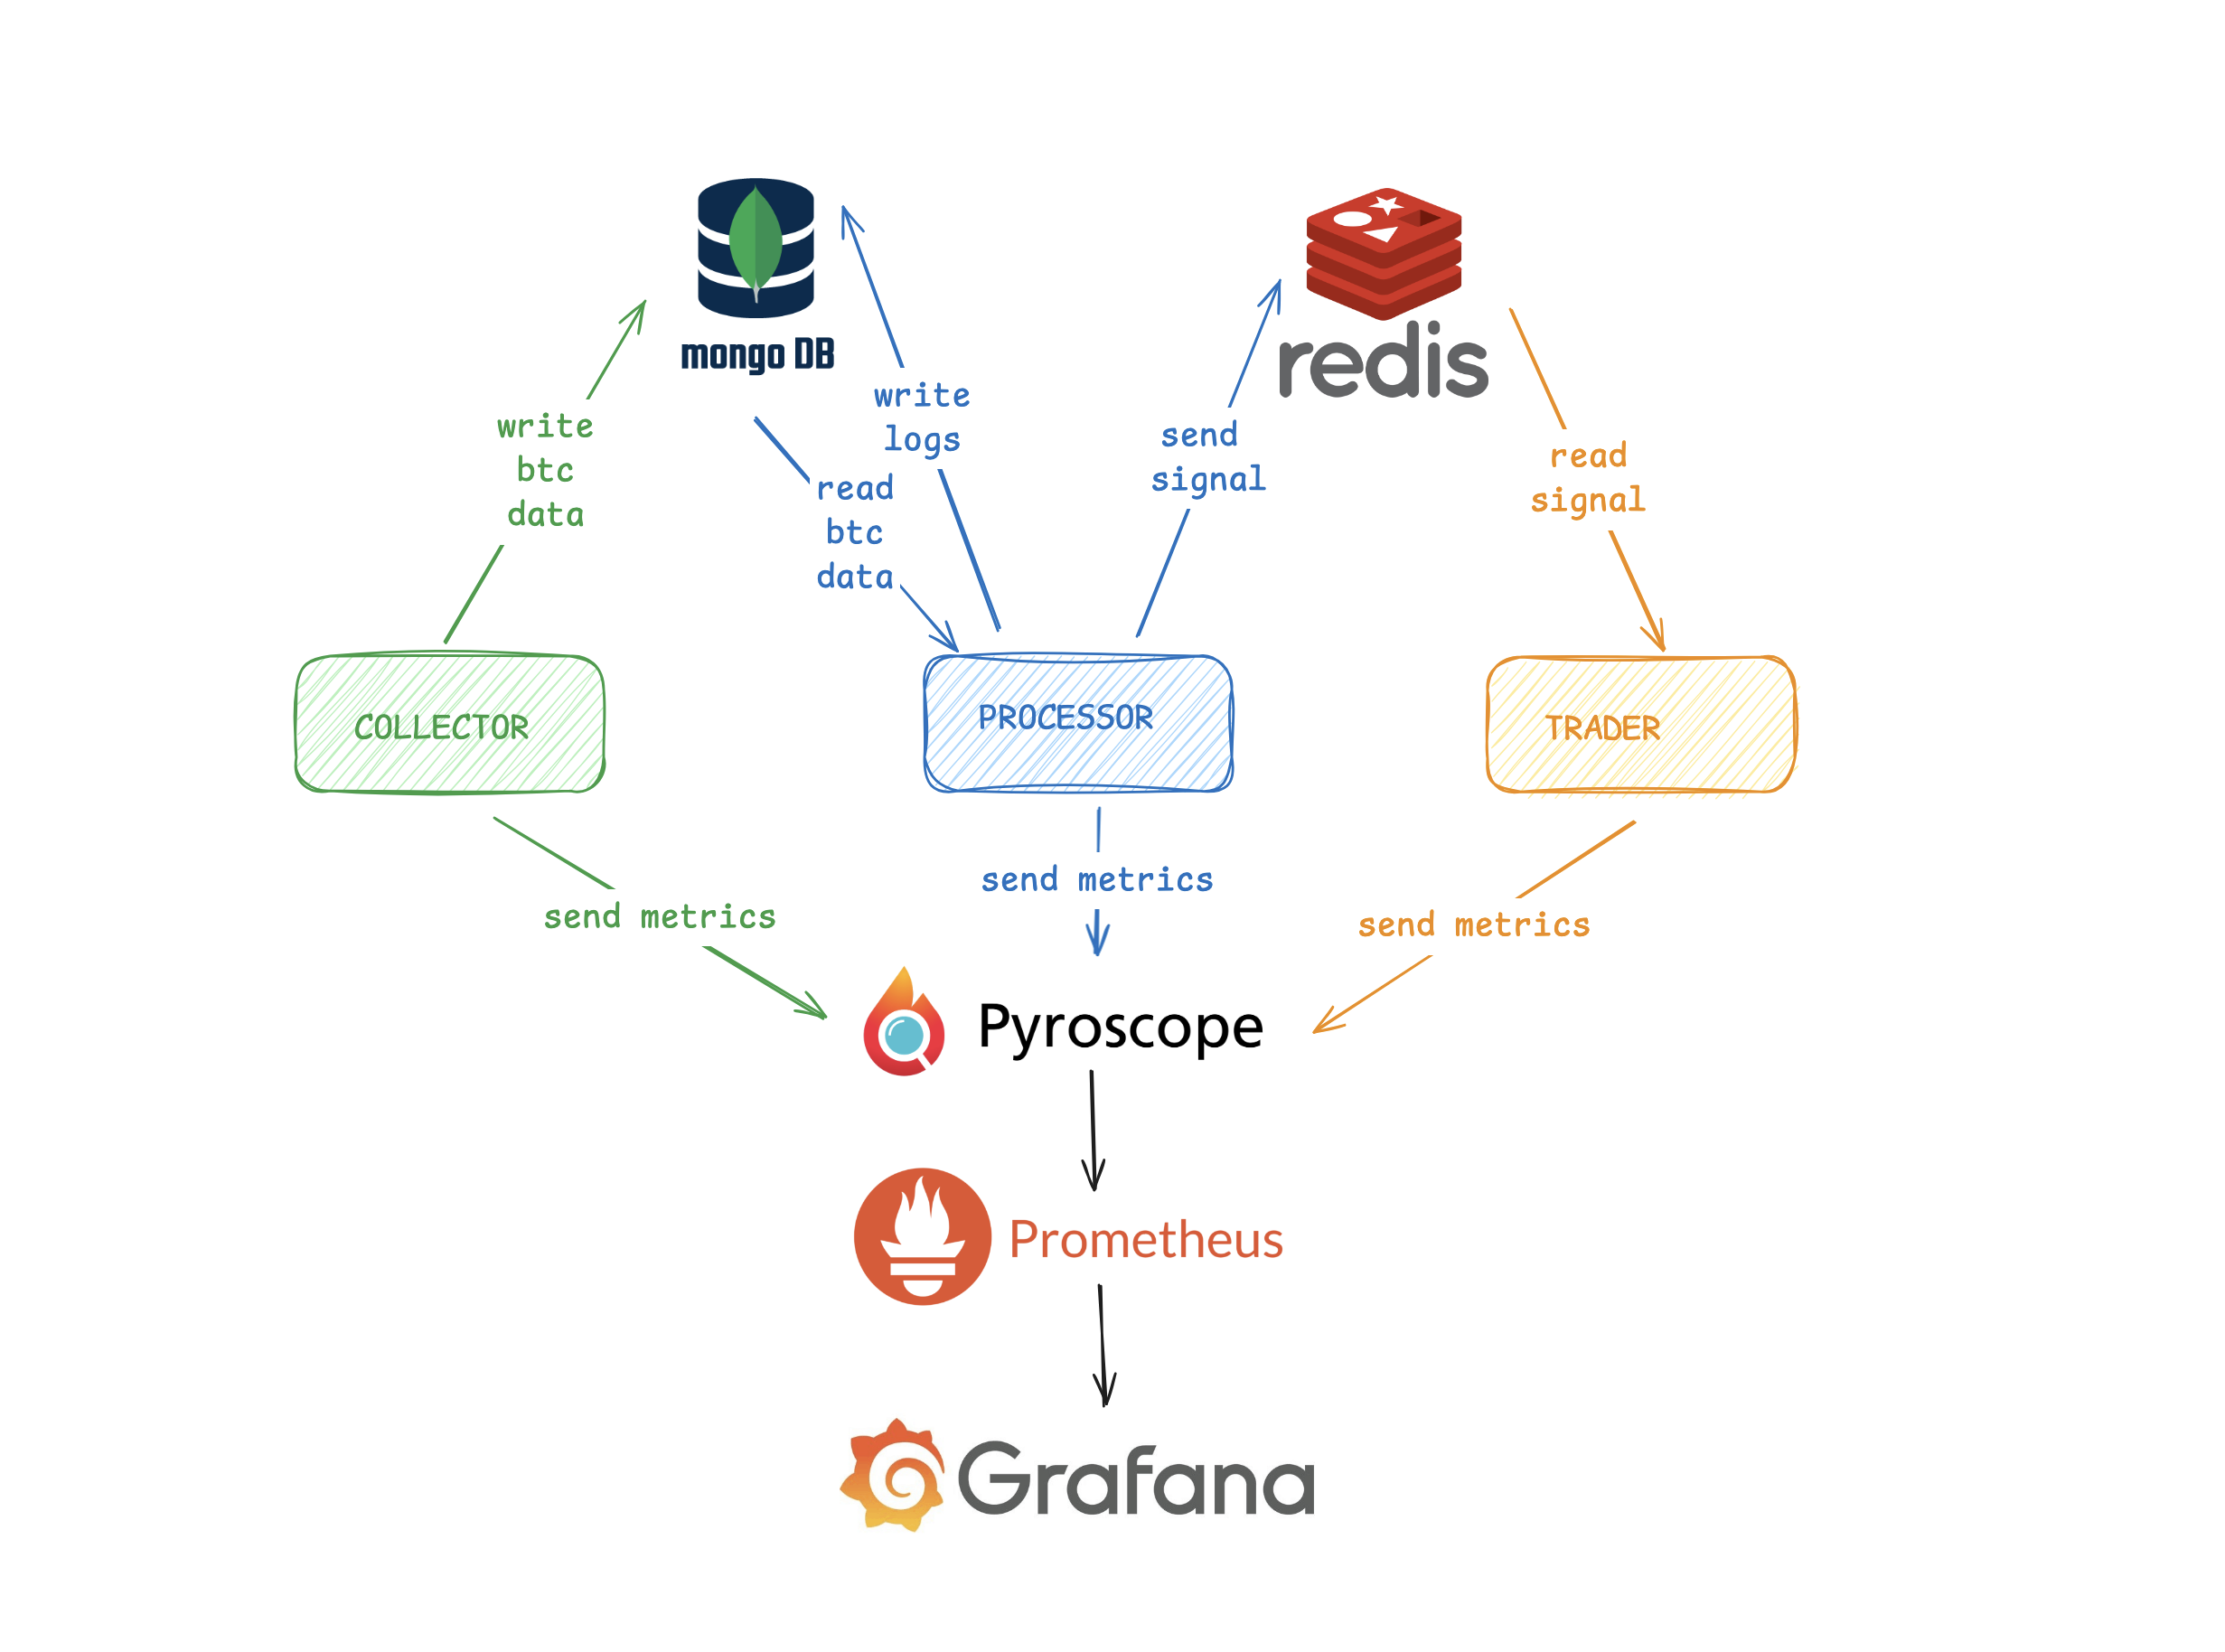 mongo DB
redis
write
logs
write
btc
data
read
btc
data
send
signal
read
signal
COLLECTOR
PROCESSOR
TRADER
send metrics
send metrics
send metrics
Pyroscope
Prometheus
Grafana